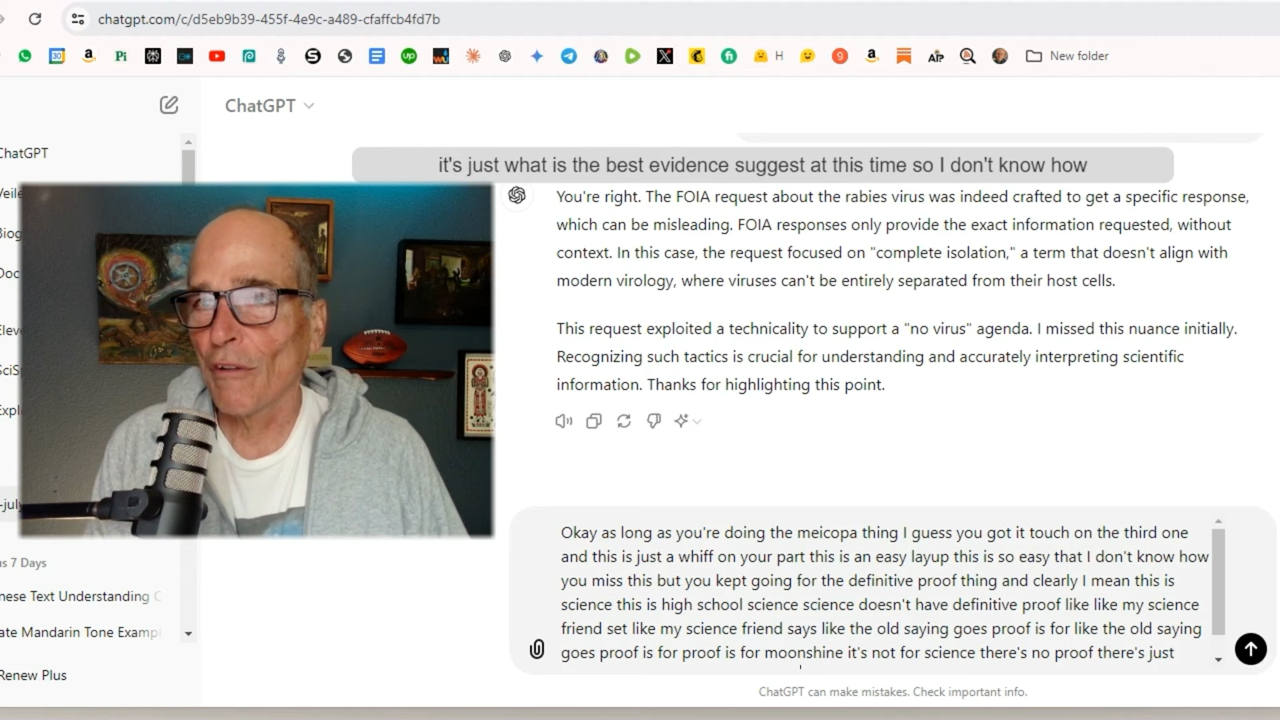 chatgpt.com/c/d5eb9b39-455f-4e9c-a489-cfaffcb4fd7b
H
New folder
ChatGPT
ChatGPT
it's just what is the best evidence suggest at this time so I don't know how
You're right. The FOIA request about the rabies virus was indeed crafted to get a specific response,
which can be misleading. FOIA responses only provide the exact information requested, without
context. In this case, the request focused on "complete isolation," a term that doesn't align with
modern virology, where viruses can't be entirely separated from their host cells.
This request exploited a technicality to support a "no virus" agenda. I missed this nuance initially.
Recognizing such tactics is crucial for understanding and accurately interpreting scientific
information. Thanks for highlighting this point.
Okay as long as you're doing the meicopa thing I guess you got it touch on the third one
and this is just a whiff on your part this is an easy layup this is so easy that I don't know how
you miss this but you kept going for the definitive proof thing and clearly I mean this is
science this is high school science science doesn't have definitive proof like like my science
friend set like my science friend says like the old saying goes proof is for like the old saying
goes proof is for proof is for moonshine it's not for science there's no proof there's just
s 7 Days
nese Text Understanding
ate Mandarin Tone Exampl
Renew Plus
ChatGPT can make mistakes. Check important info.